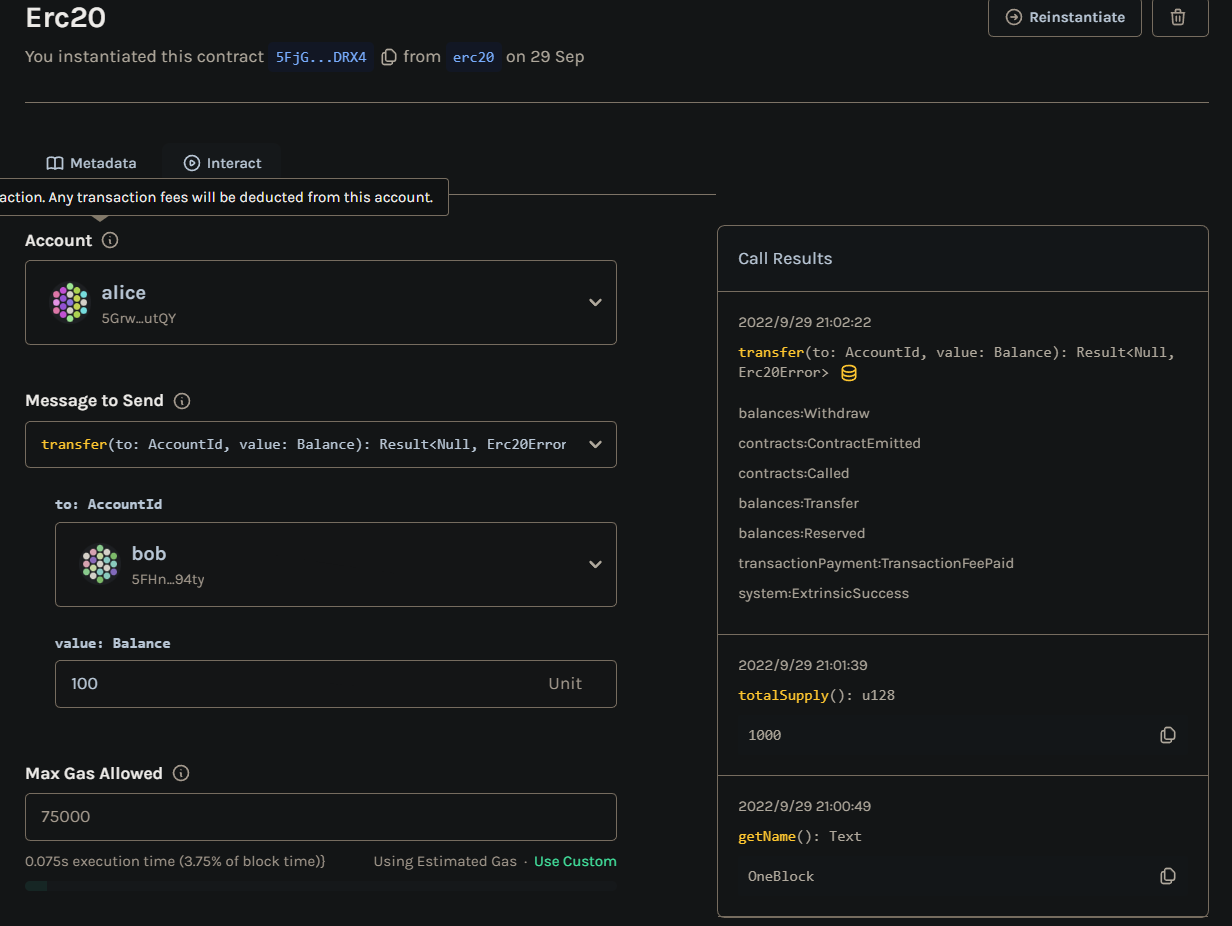 Erc20
Reinstantiate
You instantiated this contract 5FjG...DRX4 from erc20 on 29 Sep
Metadata
Interact
action. Any transaction fees will be deducted from this account.
Account
alice
5Grw…utQY
Message to Send
transfer(to: AccountId, value: Balance): Result<Null, Erc20Error
to: AccountId
bob
5FHn…94ty
value: Balance
100 Unit
Max Gas Allowed
75000
0.075s execution time (3.75% of block time)}
Using Estimated Gas · Use Custom
Call Results
2022/9/29 21:02:22
transfer(to: AccountId, value: Balance): Result<Null,
Erc20Error>
balances:Withdraw
contracts:ContractEmitted
contracts:Called
balances:Transfer
balances:Reserved
transactionPayment:TransactionFeePaid
system:ExtrinsicSuccess
2022/9/29 21:01:39
totalSupply(): u128
1000
2022/9/29 21:00:49
getName(): Text
OneBlock